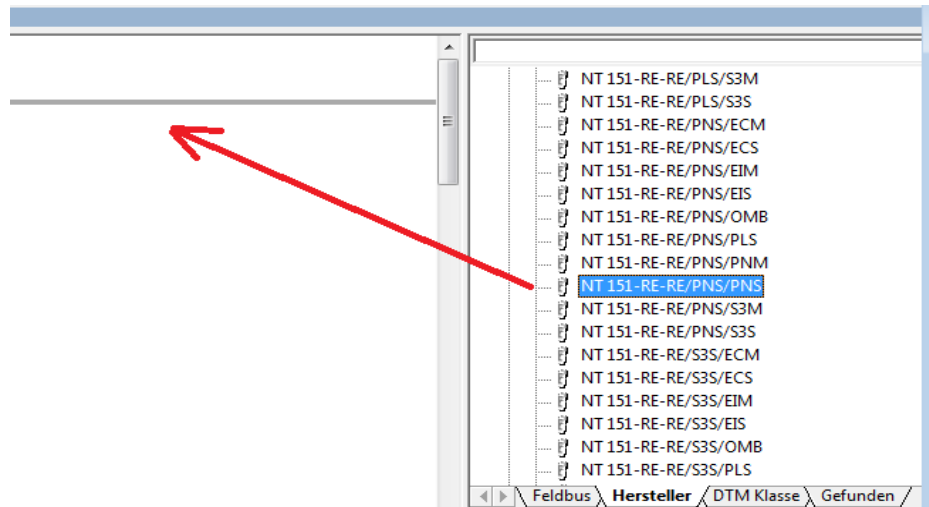 NT 151-RE-RE/PLS/S3M
NT 151-RE-RE/PLS/S3S
NT 151-RE-RE/PNS/ECM
NT 151-RE-RE/PNS/ECS
NT 151-RE-RE/PNS/EIM
NT 151-RE-RE/PNS/EIS
NT 151-RE-RE/PNS/OMB
NT 151-RE-RE/PNS/PLS
NT 151-RE-RE/PNS/PNM
NT 151-RE-RE/PNS/PNS
NT 151-RE-RE/PNS/S3M
NT 151-RE-RE/PNS/S3S
NT 151-RE-RE/S3S/ECM
NT 151-RE-RE/S3S/ECS
NT 151-RE-RE/S3S/EIM
NT 151-RE-RE/S3S/EIS
NT 151-RE-RE/S3S/OMB
NT 151-RE-RE/S3S/PLS
Feldbus Hersteller DTM Klasse Gefunden